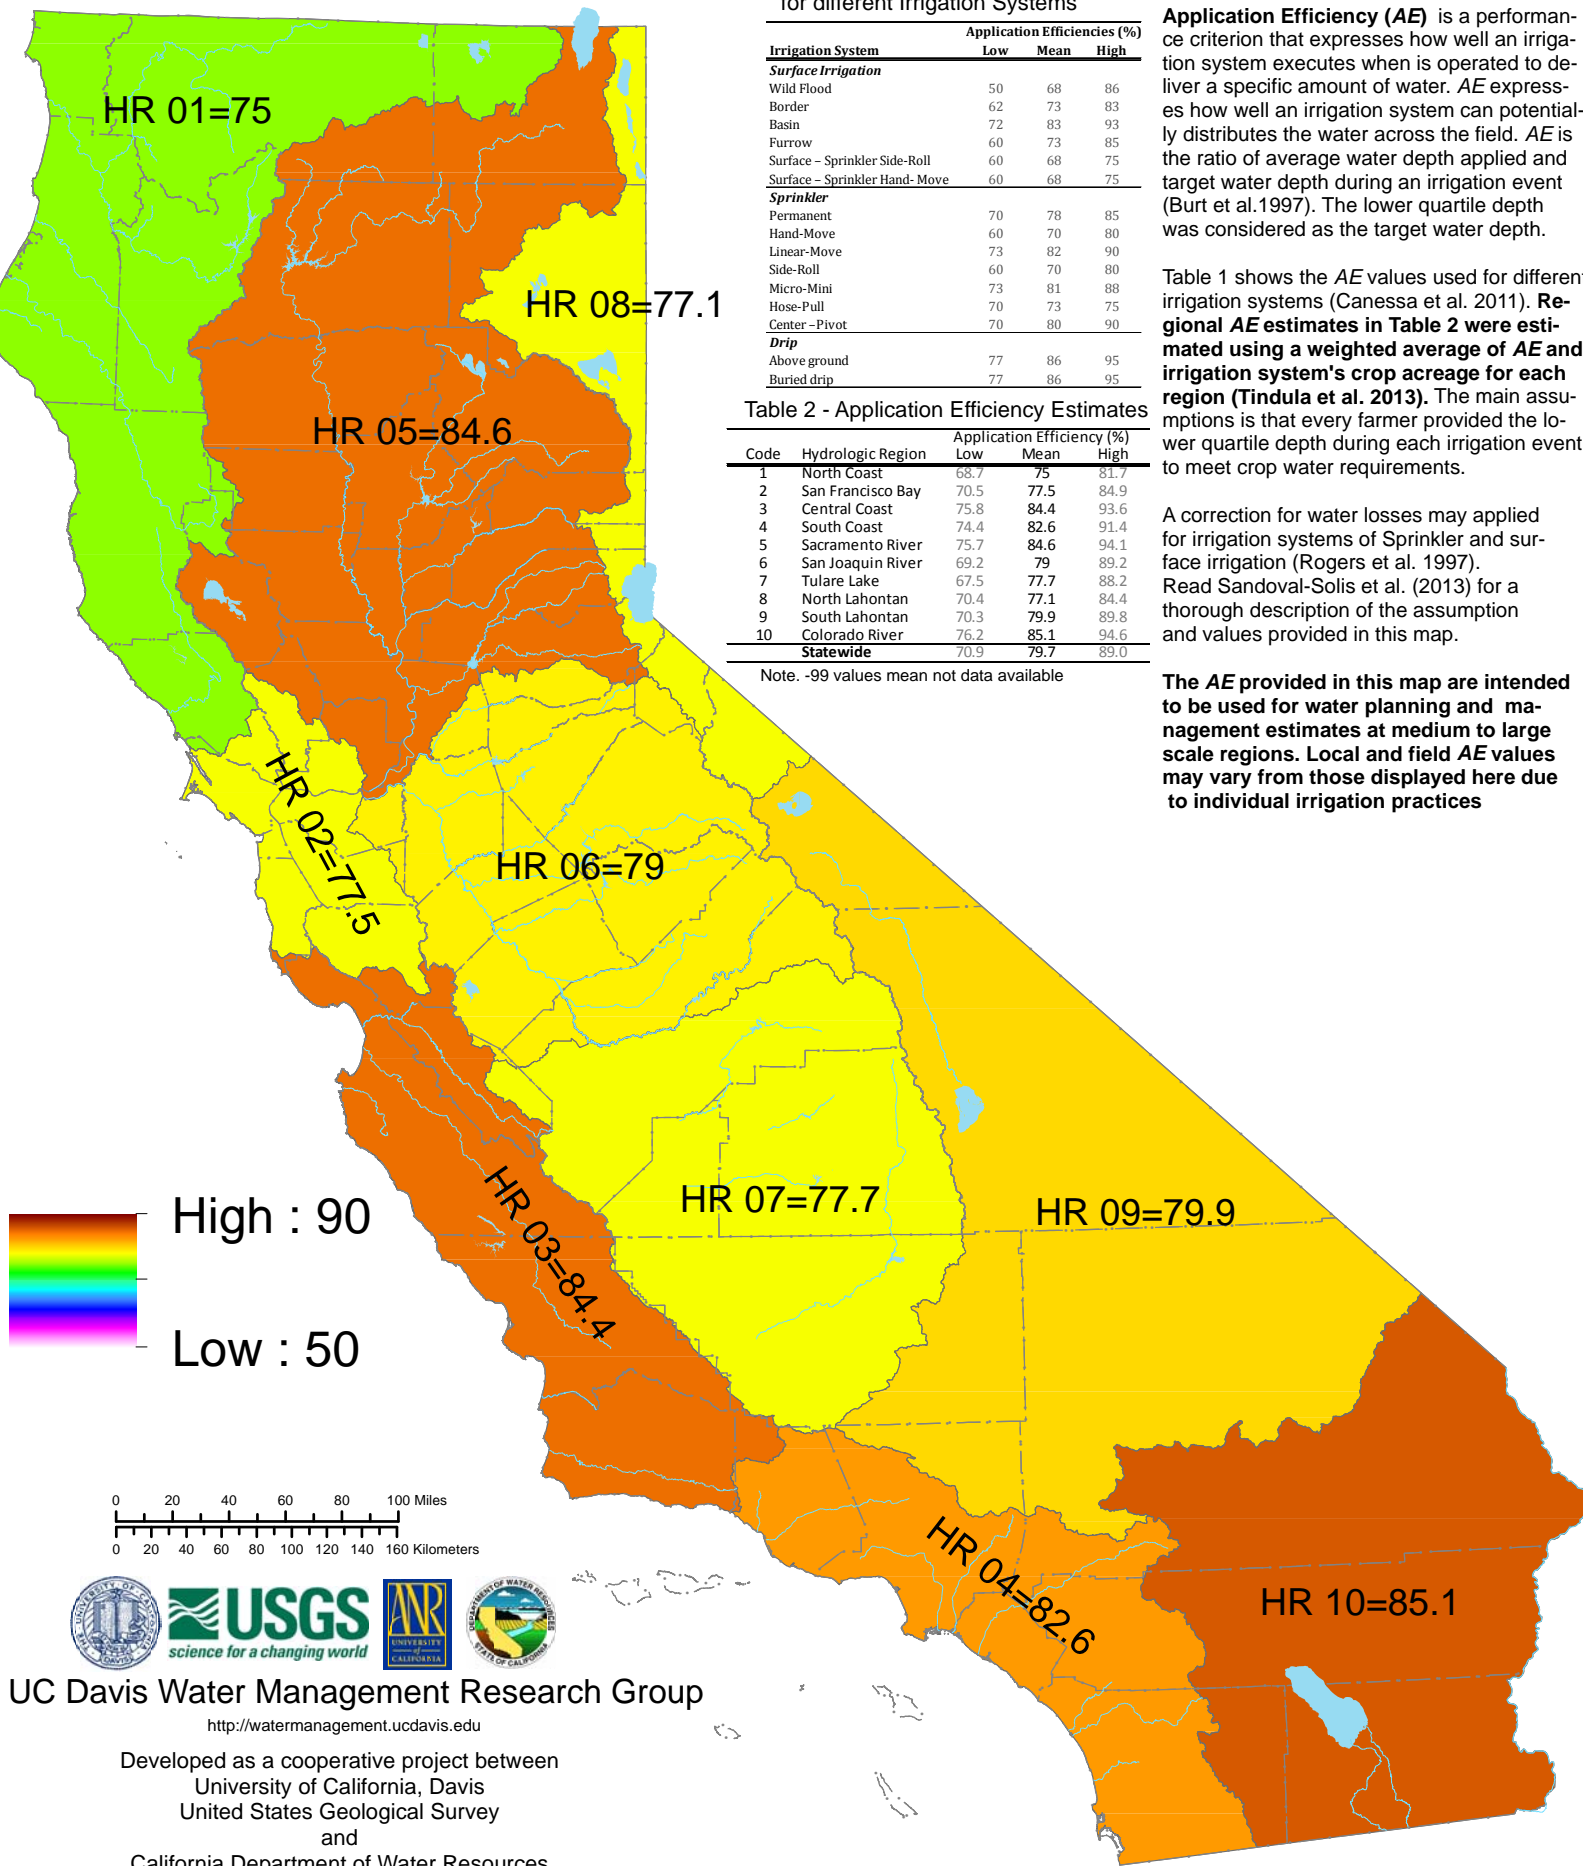 for different Irrigation Systems
Application Efficiencies (%)
Irrigation System Low Mean High
Surface Irrigation
Wild Flood 50 68 86
Border 62 73 83
Basin 72 83 93
Furrow 60 73 85
Surface – Sprinkler Side-Roll 60 68 75
Surface – Sprinkler Hand- Move 60 68 75
Sprinkler
Permanent 70 78 85
Hand-Move 60 70 80
Linear-Move 73 82 90
Side-Roll 60 70 80
Micro-Mini 73 81 88
Hose-Pull 70 73 75
Center –Pivot 70 80 90
Drip
Above ground 77 86 95
Buried drip 77 86 95
Table 2 - Application Efficiency Estimates
Application Efficiency (%)
Code Hydrologic Region Low Mean High
1 North Coast 68.7 75 81.7
2 San Francisco Bay 70.5 77.5 84.9
3 Central Coast 75.8 84.4 93.6
4 South Coast 74.4 82.6 91.4
5 Sacramento River 75.7 84.6 94.1
6 San Joaquin River 69.2 79 89.2
7 Tulare Lake 67.5 77.7 88.2
8 North Lahontan 70.4 77.1 84.4
9 South Lahontan 70.3 79.9 89.8
10 Colorado River 76.2 85.1 94.6
Statewide 70.9 79.7 89.0
Note. -99 values mean not data available
Application Efficiency (AE) is a performan-
ce criterion that expresses how well an irriga-
tion system executes when is operated to de-
liver a specific amount of water. AE express-
es how well an irrigation system can potential-
ly distributes the water across the field. AE is
the ratio of average water depth applied and
target water depth during an irrigation event
(Burt et al.1997). The lower quartile depth
was considered as the target water depth.
Table 1 shows the AE values used for different
irrigation systems (Canessa et al. 2011). Re-
gional AE estimates in Table 2 were esti-
mated using a weighted average of AE and
irrigation system's crop acreage for each
region (Tindula et al. 2013). The main assu-
mptions is that every farmer provided the lo-
wer quartile depth during each irrigation event
to meet crop water requirements.
A correction for water losses may applied
for irrigation systems of Sprinkler and sur-
face irrigation (Rogers et al. 1997).
Read Sandoval-Solis et al. (2013) for a
thorough description of the assumption
and values provided in this map.
The AE provided in this map are intended
to be used for water planning and ma-
nagement estimates at medium to large
scale regions. Local and field AE values
may vary from those displayed here due
to individual irrigation practices
HR 01=75
HR 08=77.1
HR 05=84.6
HR 02=77.5
HR 06=79
HR 03=84.4
HR 07=77.7
HR 09=79.9
HR 04=82.6
HR 10=85.1
High : 90
Low : 50
0 20 40 60 80 100 Miles
0 20 40 60 80 100 120 140 160 Kilometers
THE UNIVERSITY OF CALIFORNIA
DAVIS
USGS
science for a changing world
ANR
UNIVERSITY
of
CALIFORNIA
DEPARTMENT OF WATER RESOURCES
STATE OF CALIFORNIA
UC Davis Water Management Research Group
http://watermanagement.ucdavis.edu
Developed as a cooperative project between
University of California, Davis
United States Geological Survey
and
California Department of Water Resources